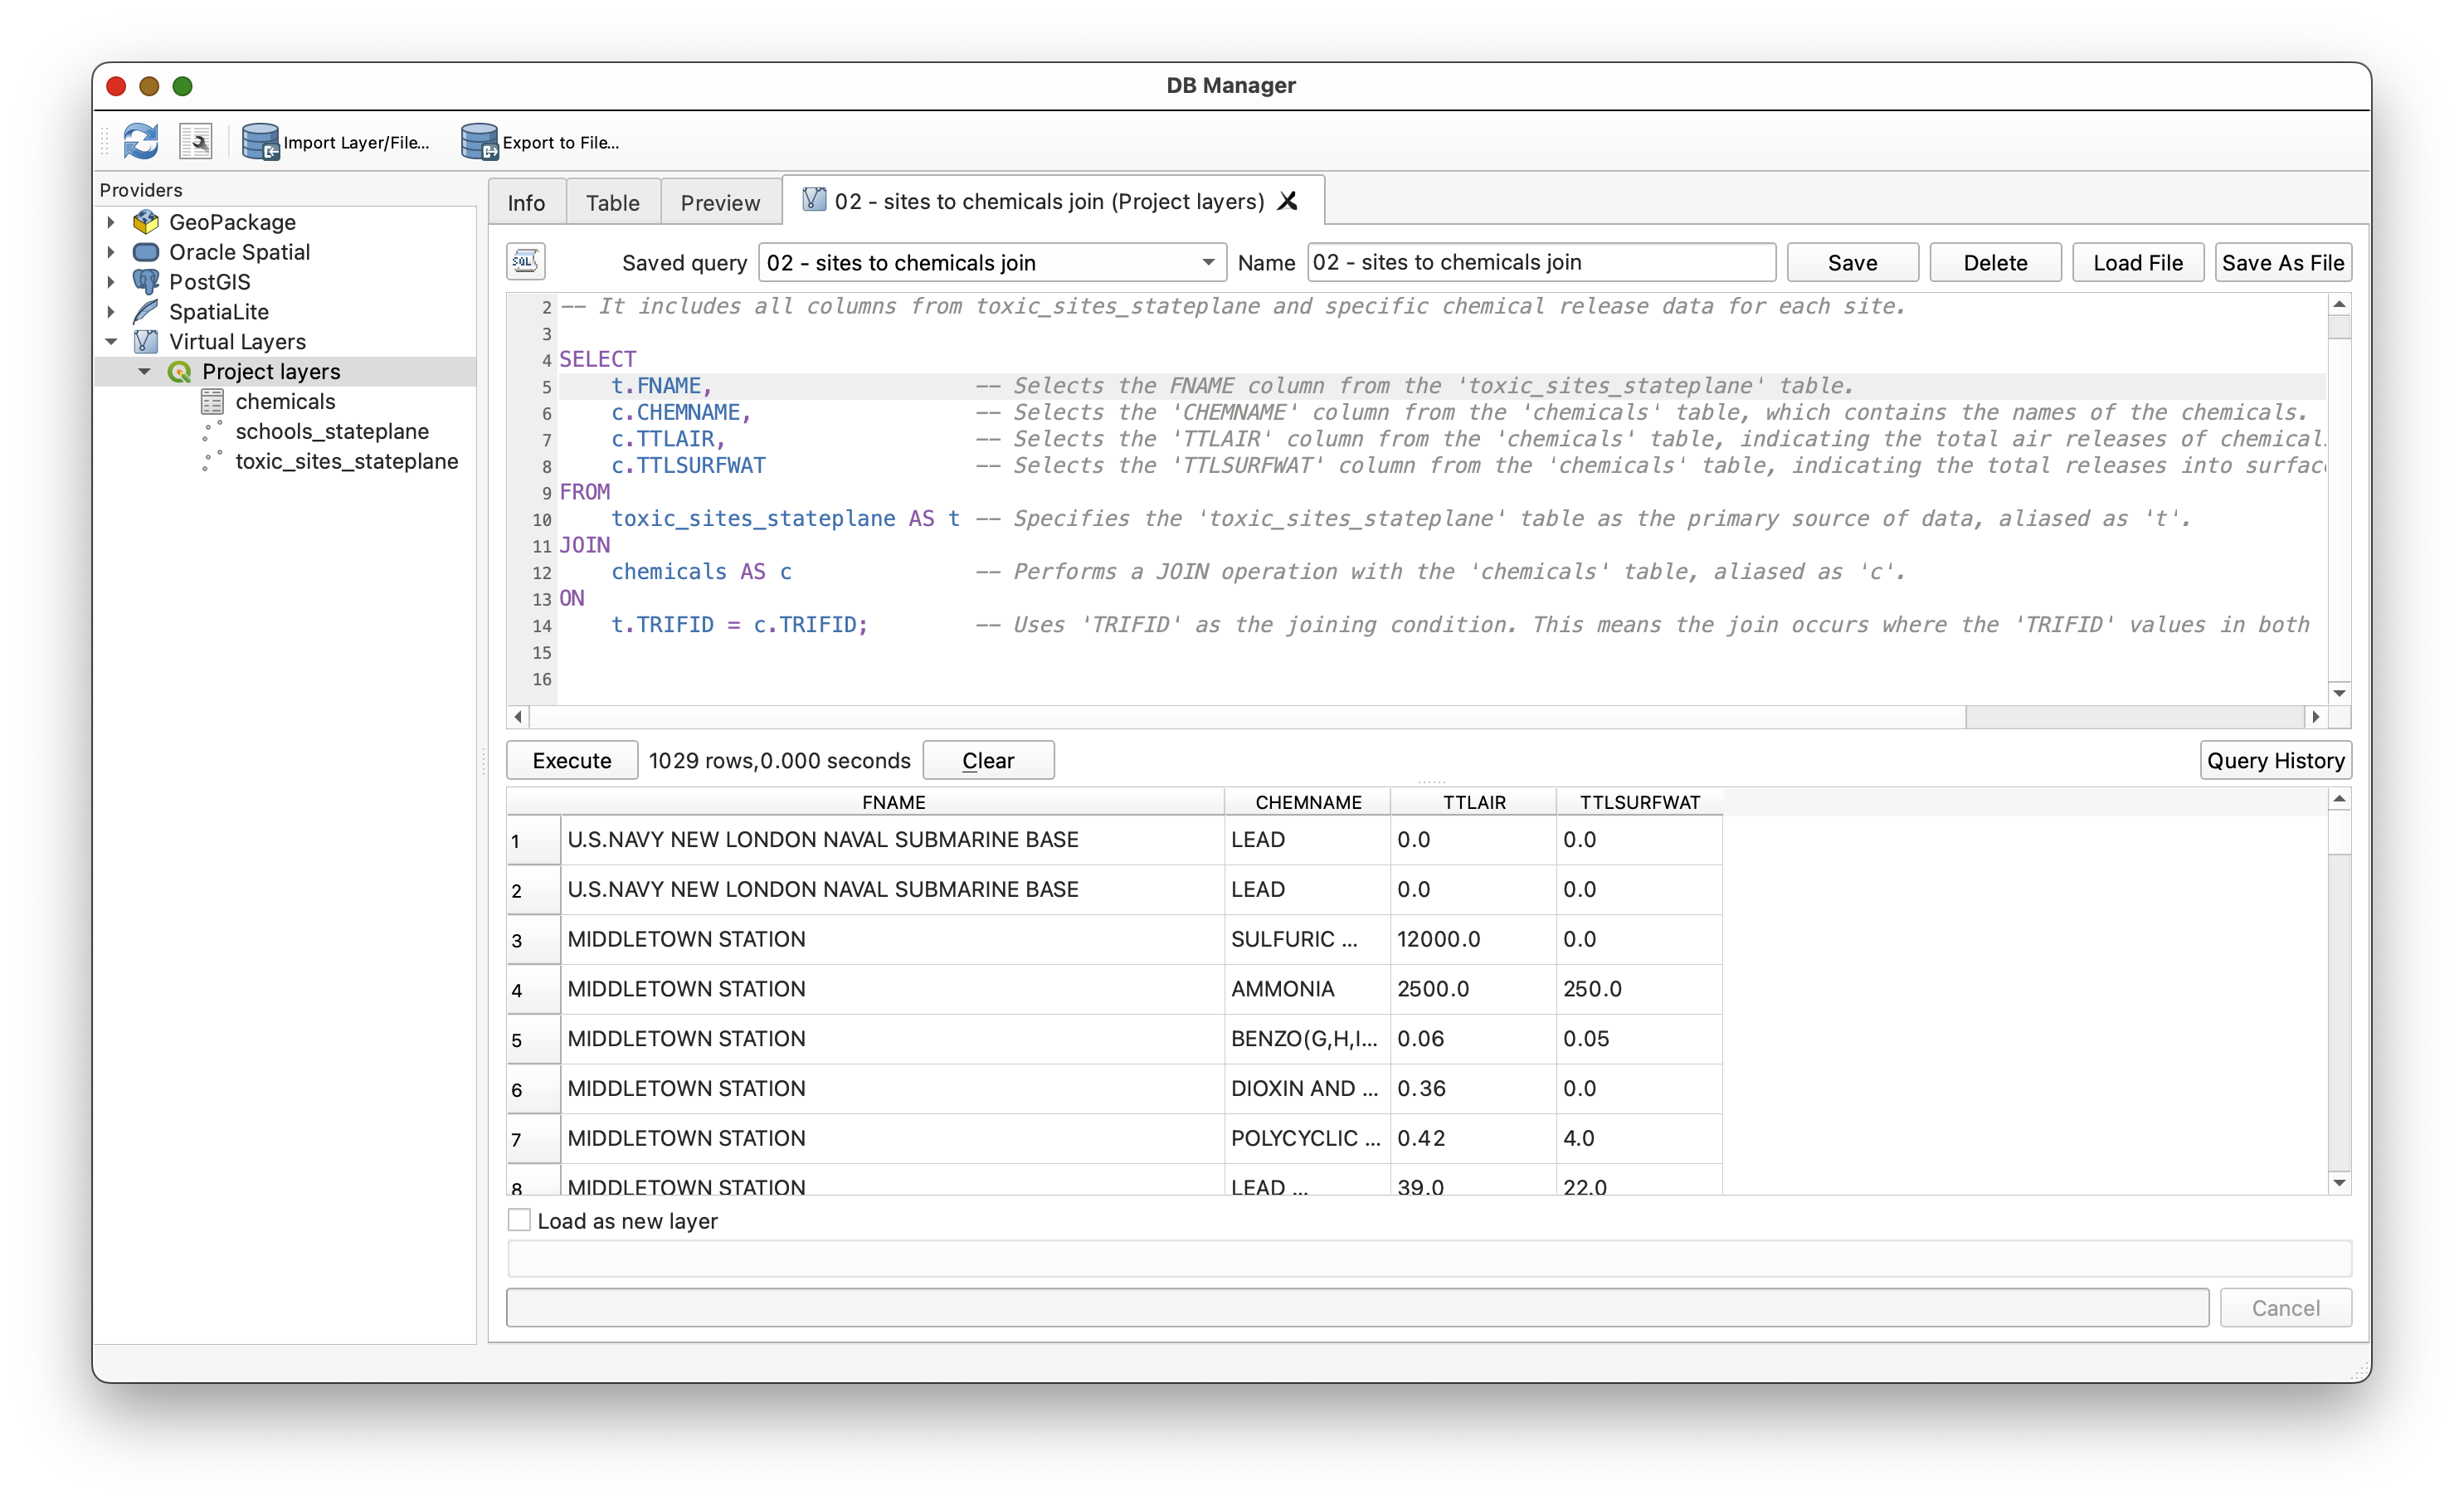 DB Manager
Import Layer/File...
Export to File...
Providers
GeoPackage
Oracle Spatial
PostGIS
SpatiaLite
Virtual Layers
Project layers
chemicals
schools_stateplane
toxic_sites_stateplane
Info
Table
Preview
02 - sites to chemicals join (Project layers)
SQL
Saved query
02 - sites to chemicals join
Name
02 - sites to chemicals join
Save
Delete
Load File
Save As File
2 -- It includes all columns from toxic_sites_stateplane and specific chemical release data for each site.
3
4 SELECT
5 t.FNAME, -- Selects the FNAME column from the 'toxic_sites_stateplane' table.
6 c.CHEMNAME, -- Selects the 'CHEMNAME' column from the 'chemicals' table, which contains the names of the chemicals.
7 c.TTLAIR, -- Selects the 'TTLAIR' column from the 'chemicals' table, indicating the total air releases of chemical
8 c.TTLSURFWAT -- Selects the 'TTLSURFWAT' column from the 'chemicals' table, indicating the total releases into surfac
9 FROM
10 toxic_sites_stateplane AS t -- Specifies the 'toxic_sites_stateplane' table as the primary source of data, aliased as 't'.
11 JOIN
12 chemicals AS c -- Performs a JOIN operation with the 'chemicals' table, aliased as 'c'.
13 ON
14 t.TRIFID = c.TRIFID; -- Uses 'TRIFID' as the joining condition. This means the join occurs where the 'TRIFID' values in both
15
16
Execute
1029 rows,0.000 seconds
Clear
Query History
FNAME CHEMNAME TTLAIR TTLSURFWAT
1 U.S.NAVY NEW LONDON NAVAL SUBMARINE BASE LEAD 0.0 0.0
2 U.S.NAVY NEW LONDON NAVAL SUBMARINE BASE LEAD 0.0 0.0
3 MIDDLETOWN STATION SULFURIC ... 12000.0 0.0
4 MIDDLETOWN STATION AMMONIA 2500.0 250.0
5 MIDDLETOWN STATION BENZO(G,H,I... 0.06 0.05
6 MIDDLETOWN STATION DIOXIN AND ... 0.36 0.0
7 MIDDLETOWN STATION POLYCYCLIC ... 0.42 4.0
8 MIDDLETOWN STATION LEAD ... 39.0 22.0
Load as new layer
Cancel